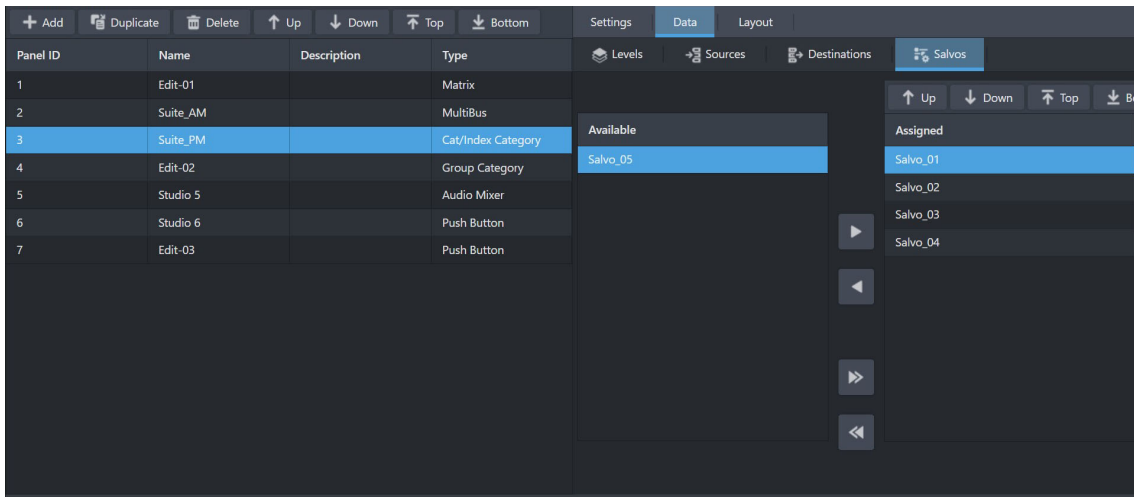 Add Duplicate Delete Up Down Top Bottom
Settings Data Layout
Levels Sources Destinations Salvos
Panel ID Name Description Type
1 Edit-01 Matrix
2 Suite_AM MultiBus
3 Suite_PM Cat/Index Category
4 Edit-02 Group Category
5 Studio 5 Audio Mixer
6 Studio 6 Push Button
7 Edit-03 Push Button
Available
Salvo_05
Up Down Top
Assigned
Salvo_01
Salvo_02
Salvo_03
Salvo_04